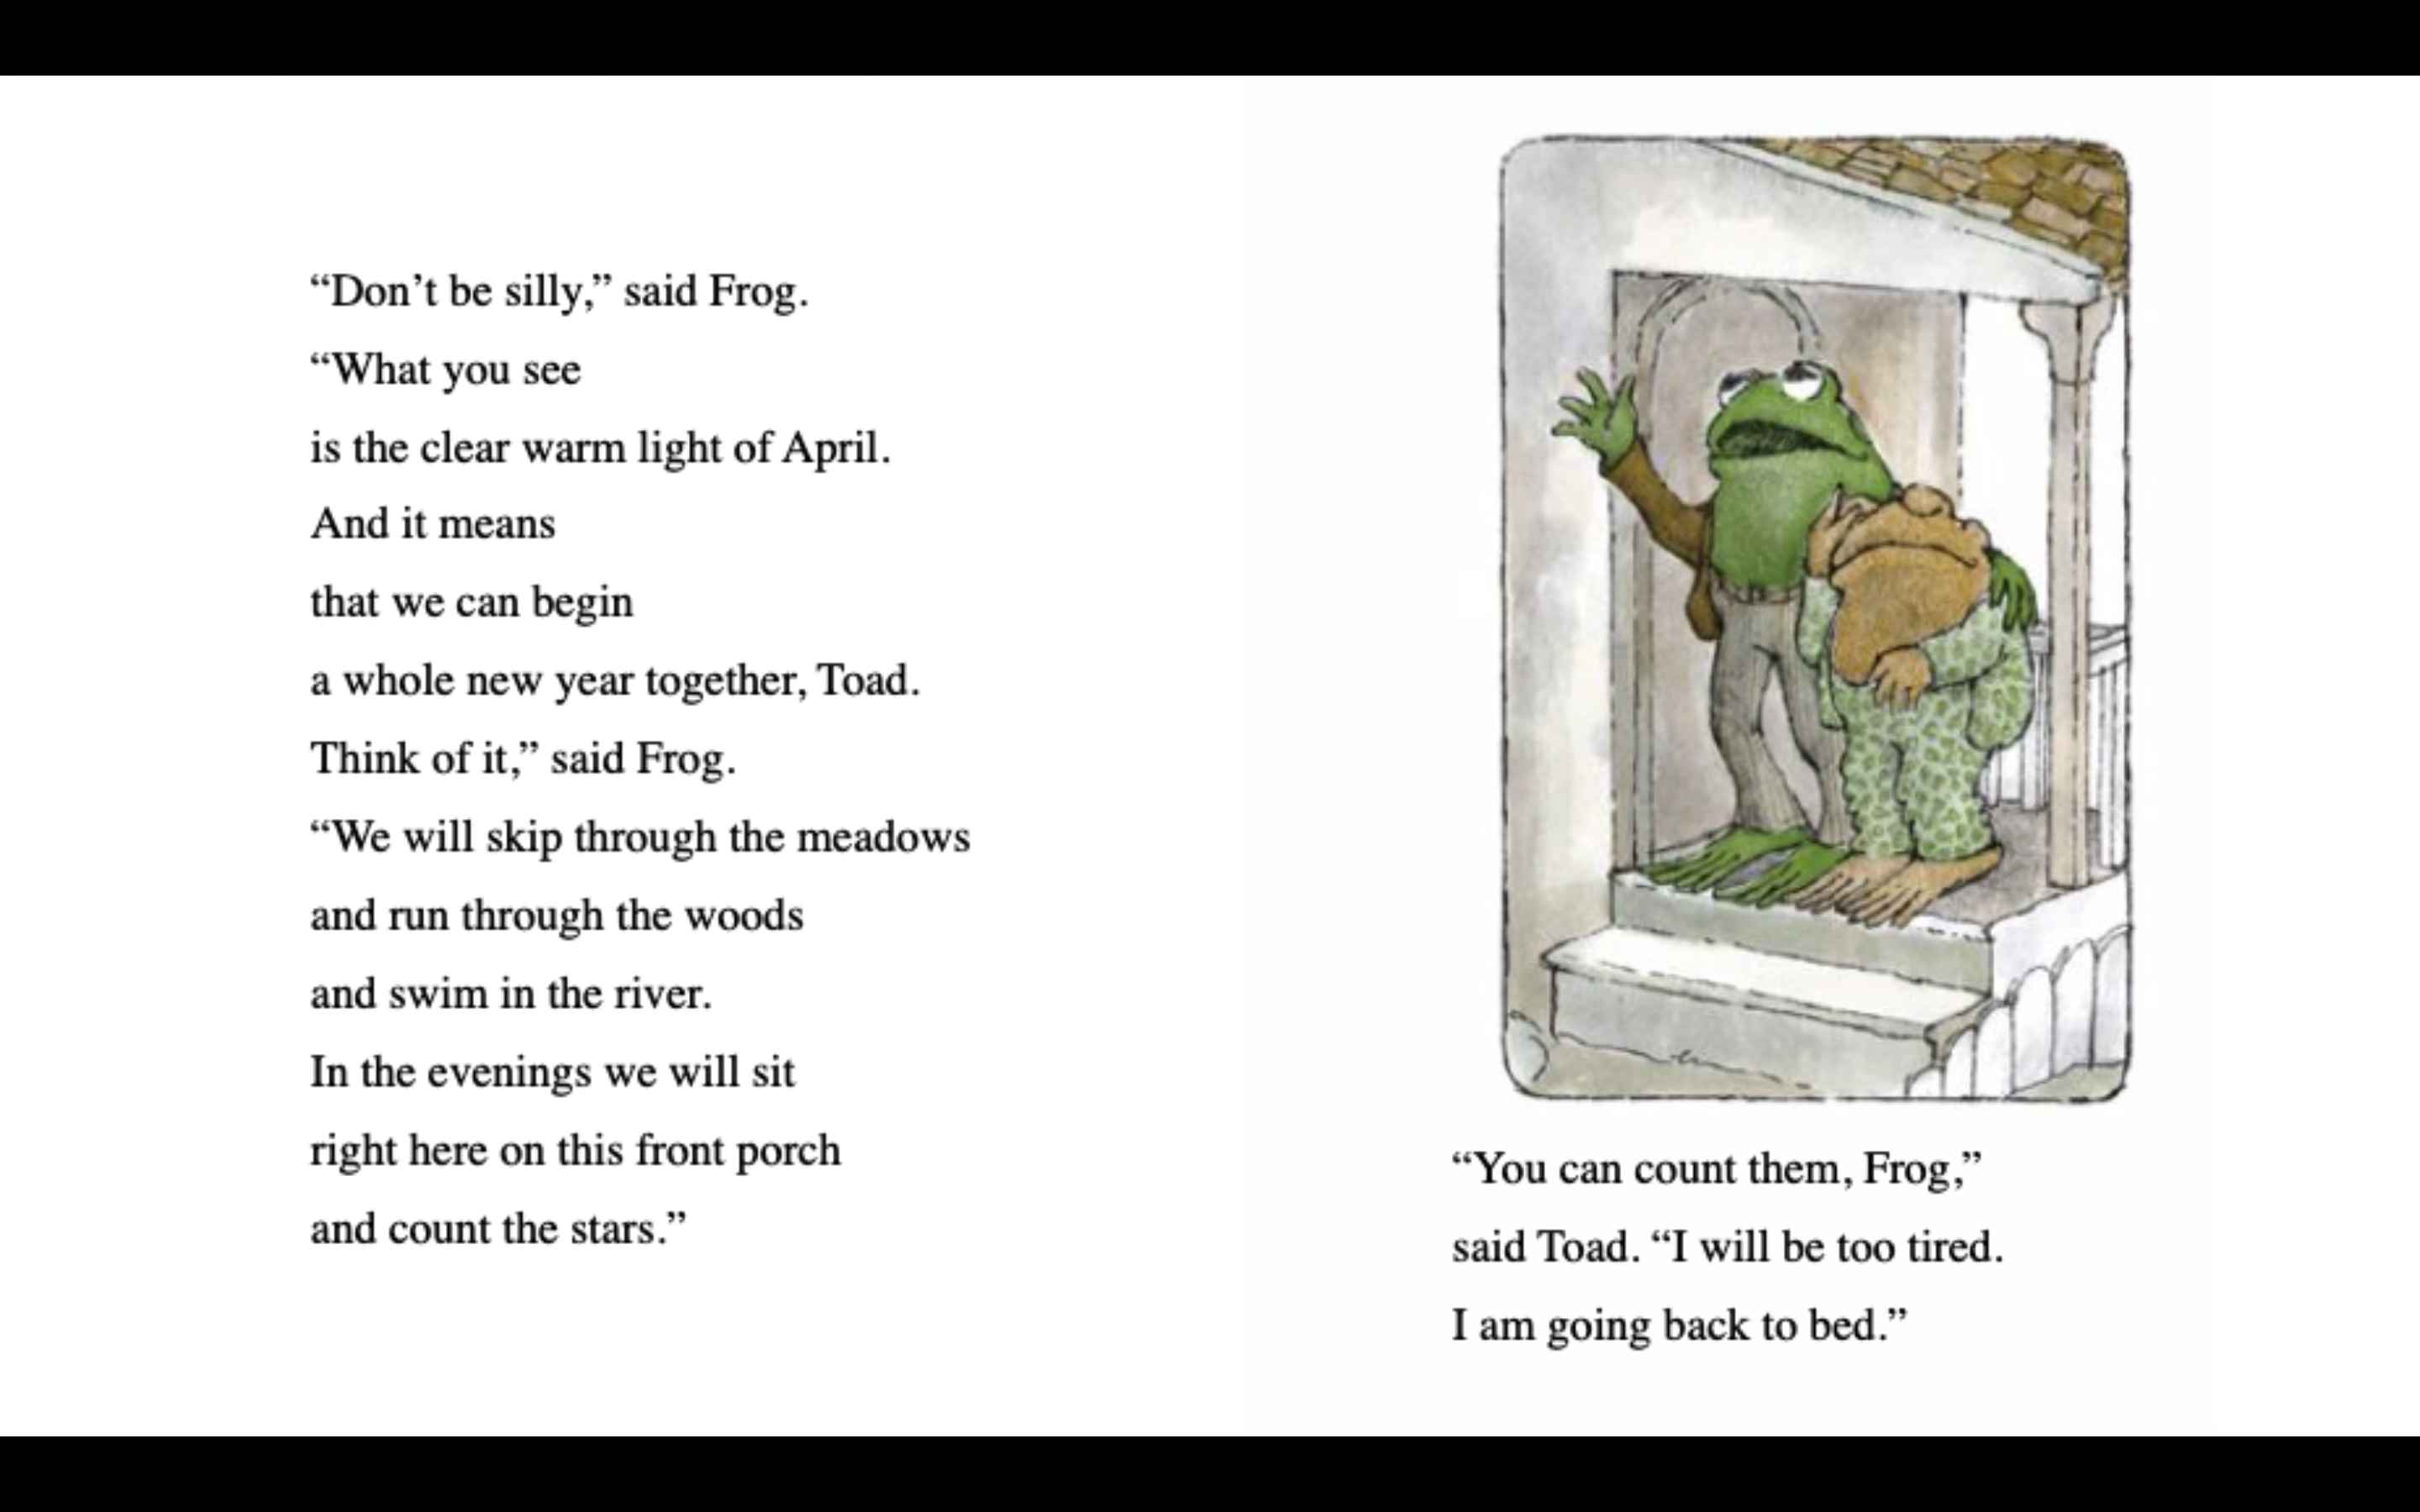 “Don’t be silly,” said Frog.
“What you see
is the clear warm light of April.
And it means
that we can begin
a whole new year together, Toad.
Think of it,” said Frog.
“We will skip through the meadows
and run through the woods
and swim in the river.
In the evenings we will sit
right here on this front porch
and count the stars.”
“You can count them, Frog,”
said Toad. “I will be too tired.
I am going back to bed.”